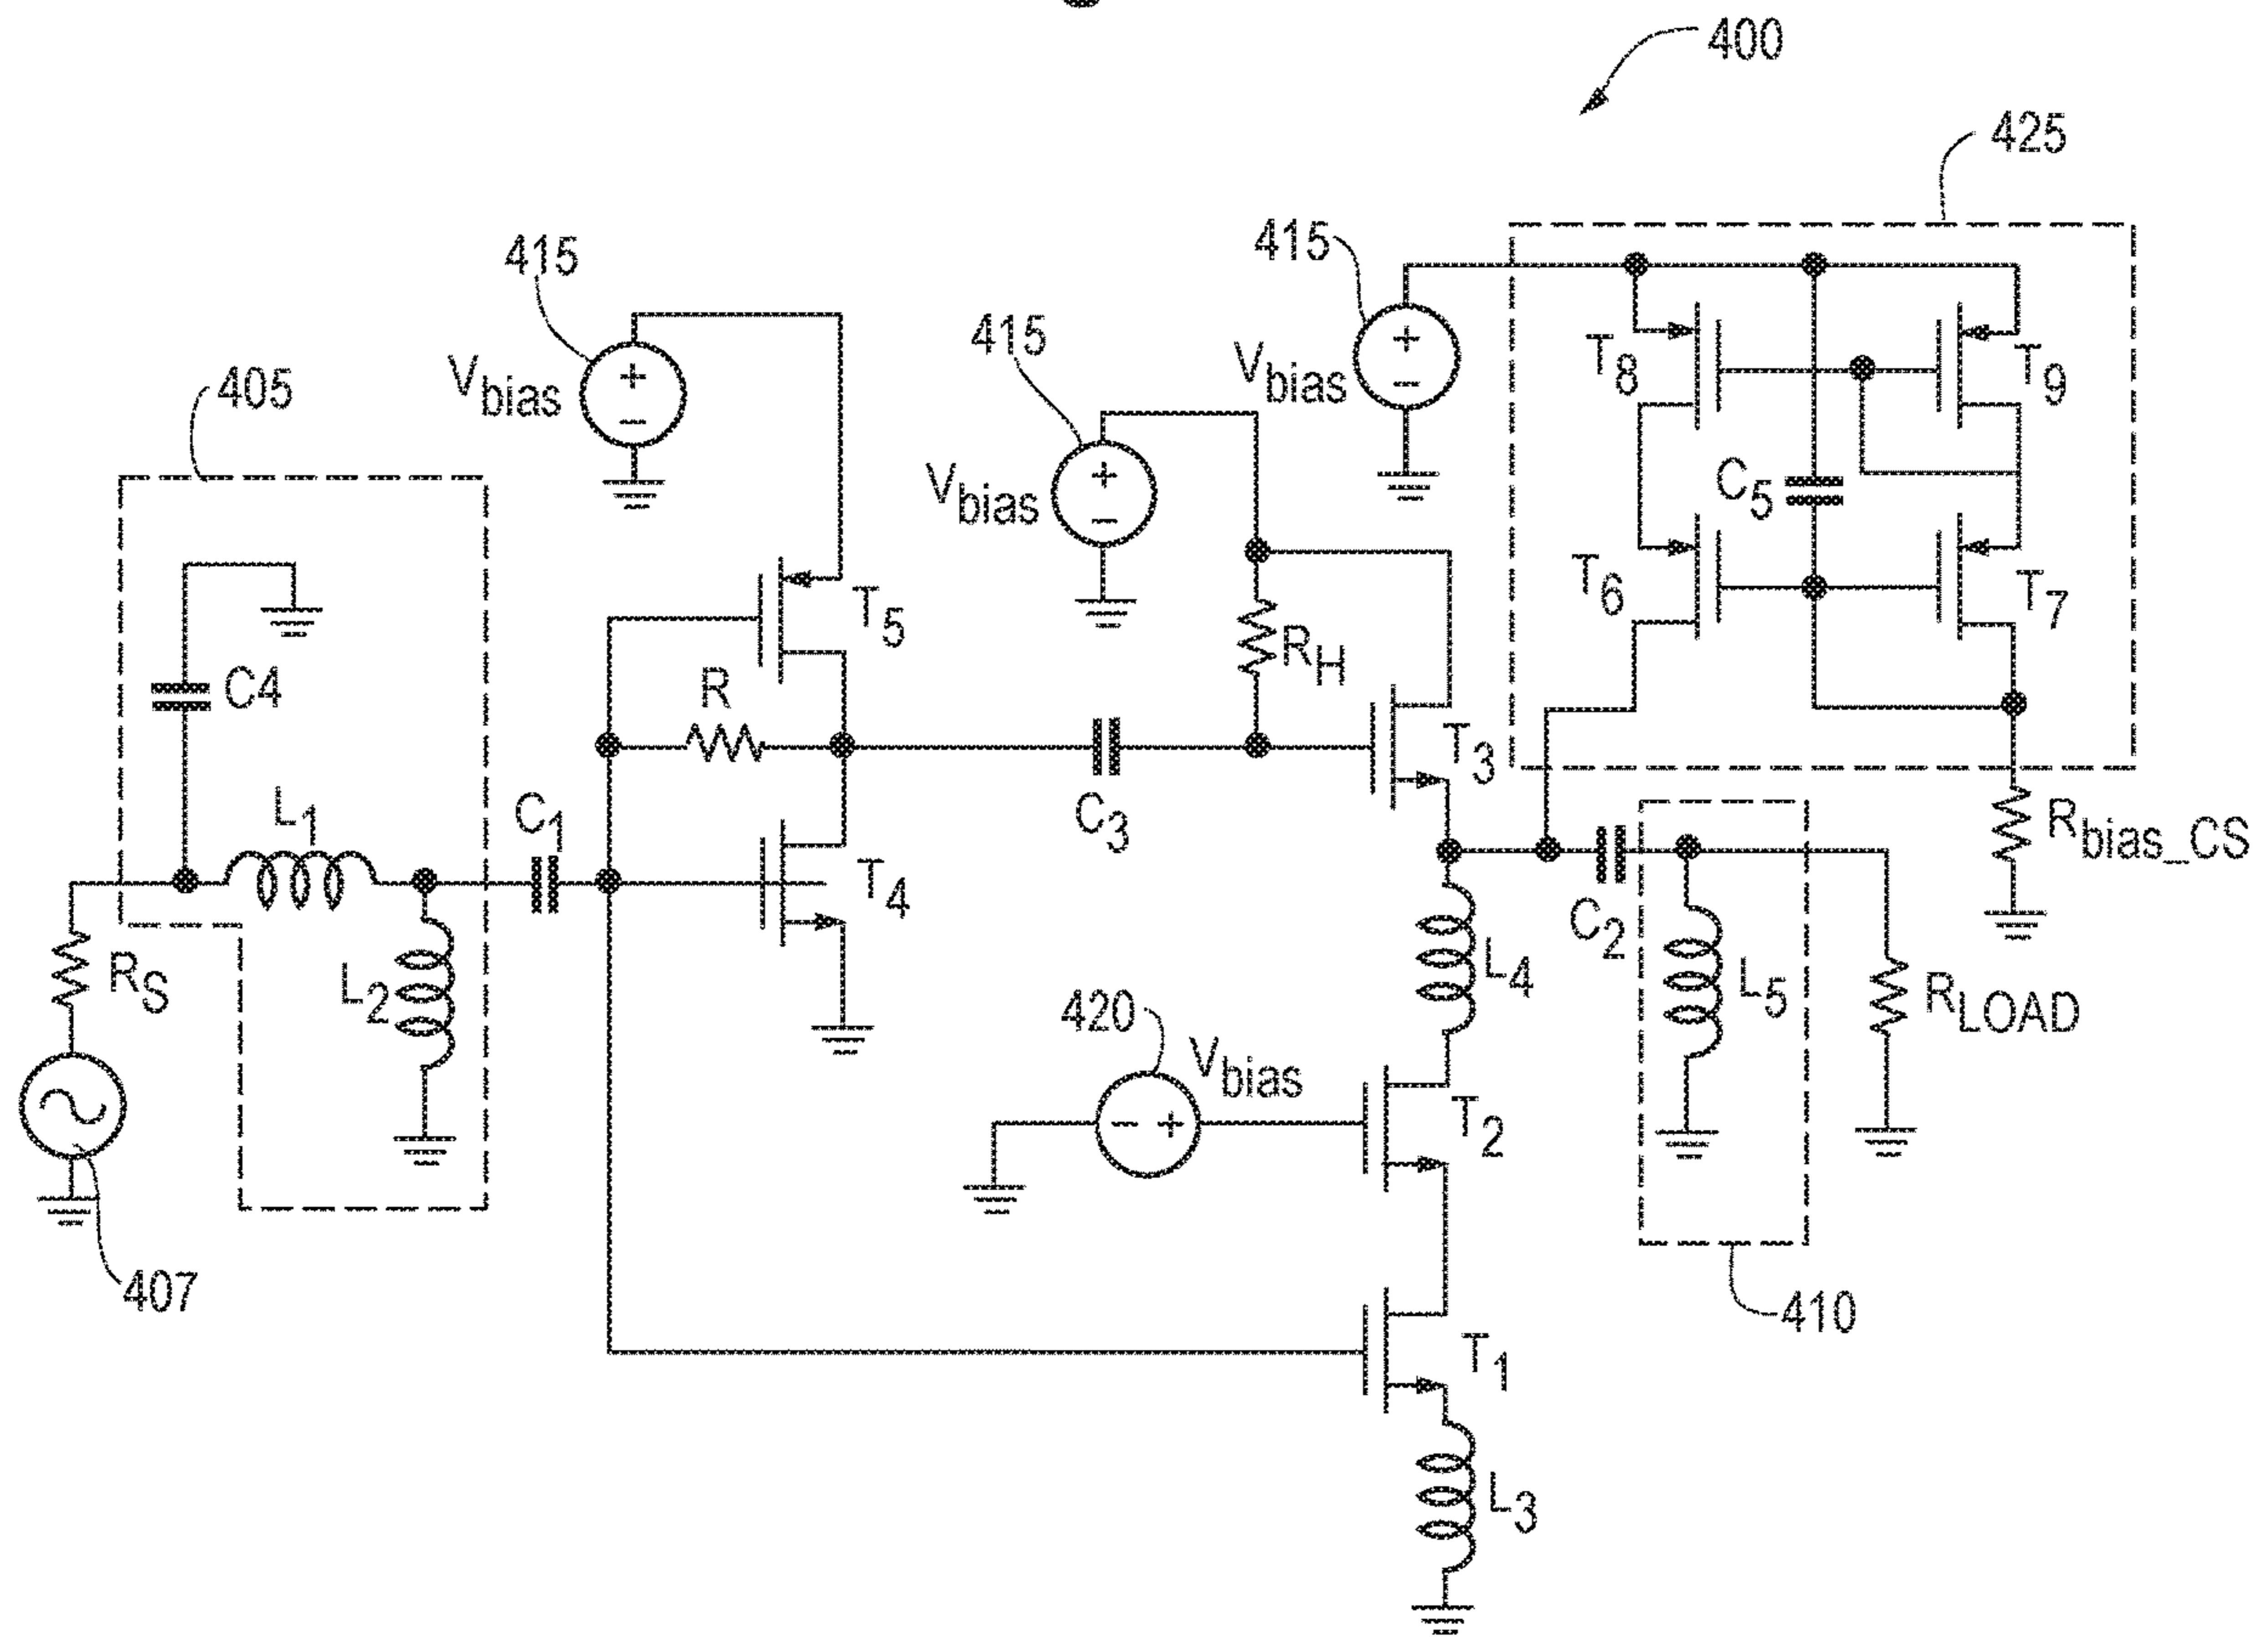 400
425
415
415
415
405
Vbias
Vbias
Vbias
T8
T9
C5
T6
T7
T5
RH
C4
R
T3
L1
C1
C3
Rbias_CS
T4
C2
RS
L2
L4
L5
RLOAD
420
Vbias
T2
407
410
T1
L3
+
−
+
−
+
−
− +